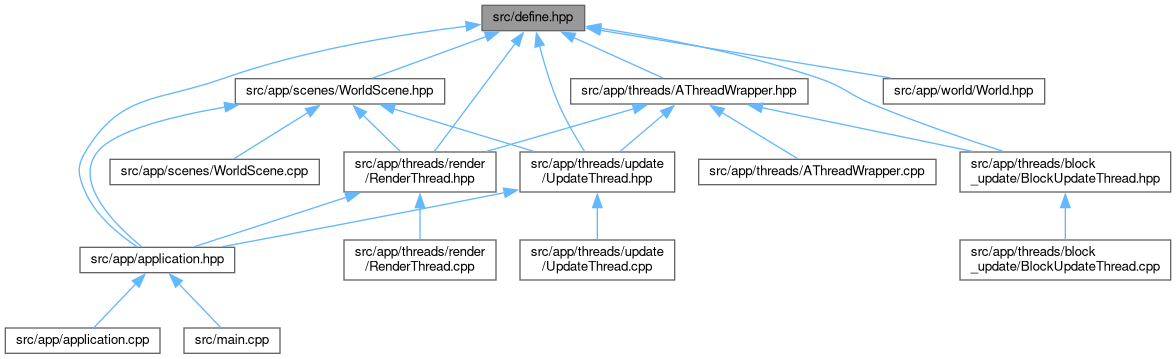 src/define.hpp
src/app/scenes/WorldScene.hpp
src/app/threads/AThreadWrapper.hpp
src/app/world/World.hpp
src/app/scenes/WorldScene.cpp
src/app/threads/render
/RenderThread.hpp
src/app/threads/update
/UpdateThread.hpp
src/app/threads/AThreadWrapper.cpp
src/app/threads/block
_update/BlockUpdateThread.hpp
src/app/application.hpp
src/app/threads/render
/RenderThread.cpp
src/app/threads/update
/UpdateThread.cpp
src/app/threads/block
_update/BlockUpdateThread.cpp
src/app/application.cpp
src/main.cpp